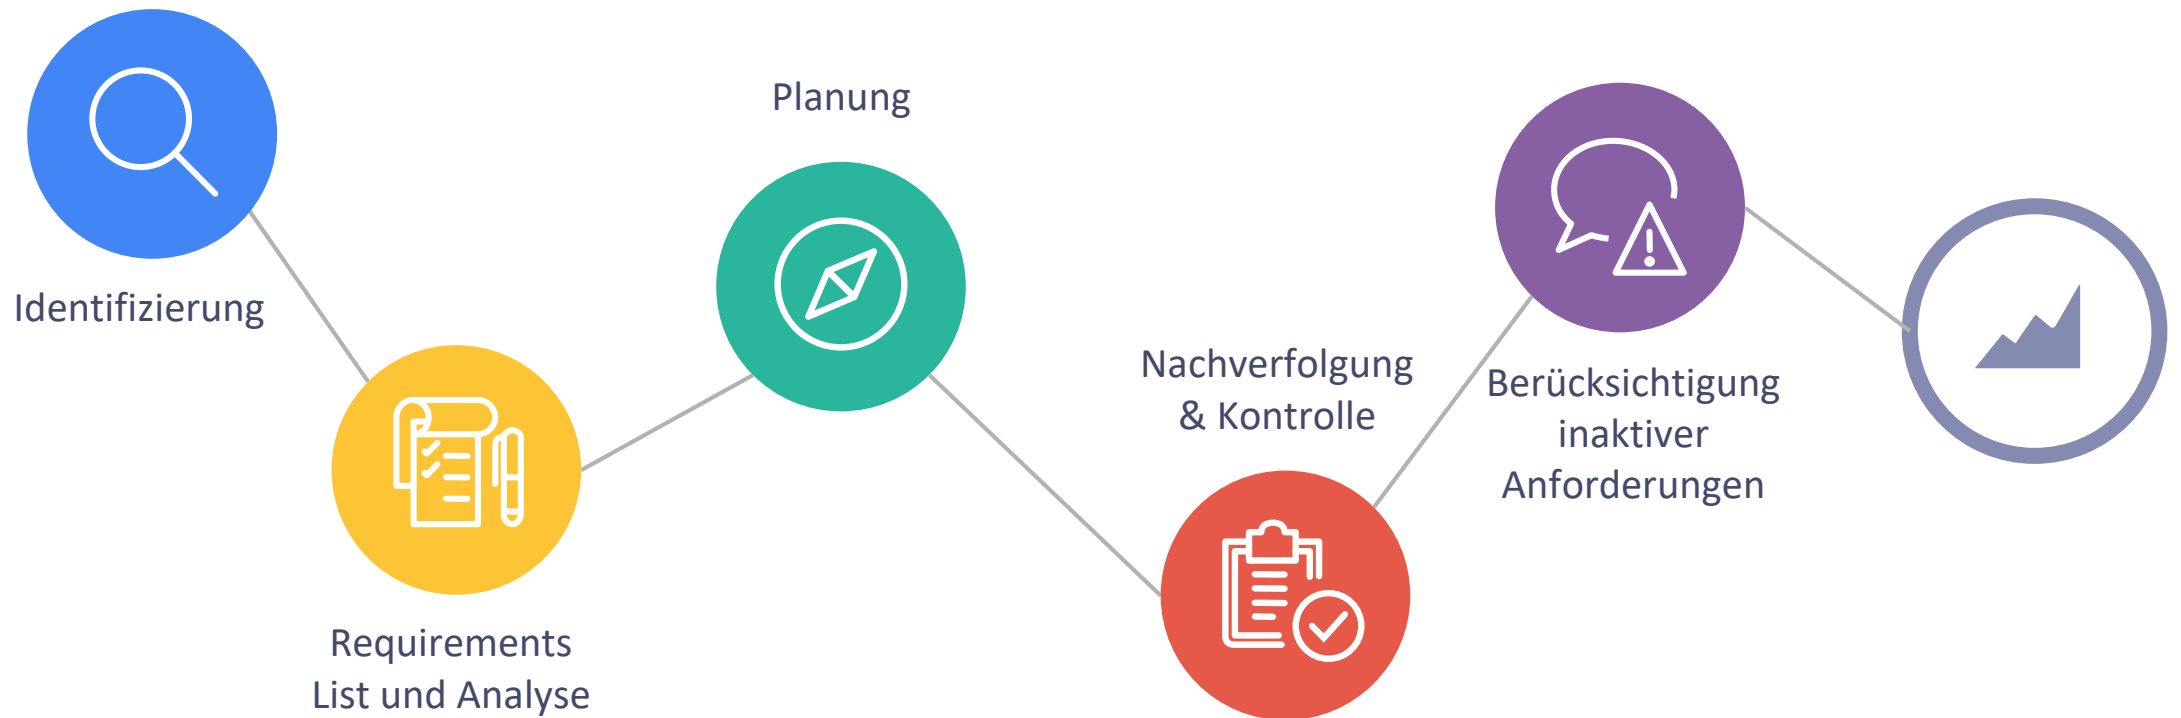 Identifizierung
Requirements
List und Analyse
Planung
Nachverfolgung
& Kontrolle
Berücksichtigung
inaktiver
Anforderungen